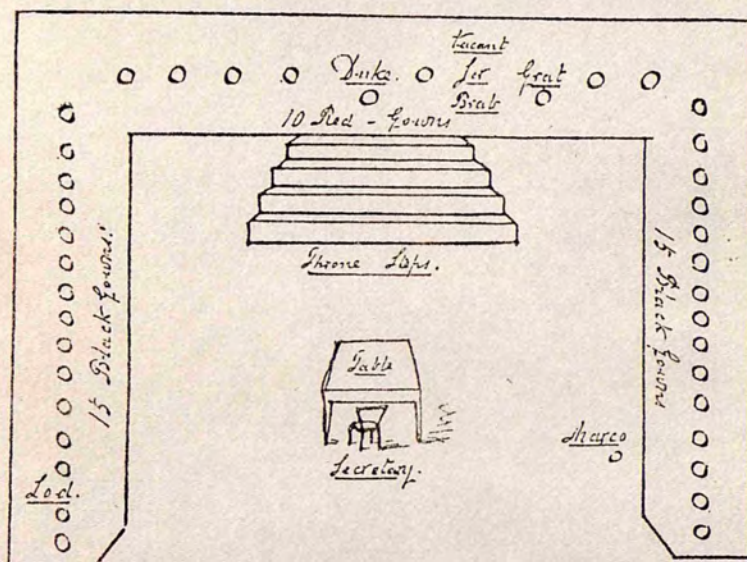 Vacant
Duke.
for
Grat
Brab
10 Red - Gowns
15 Black Gowns.
15 Black Gowns
Throne Steps.
Table
Marco
Secretary.
Lod.